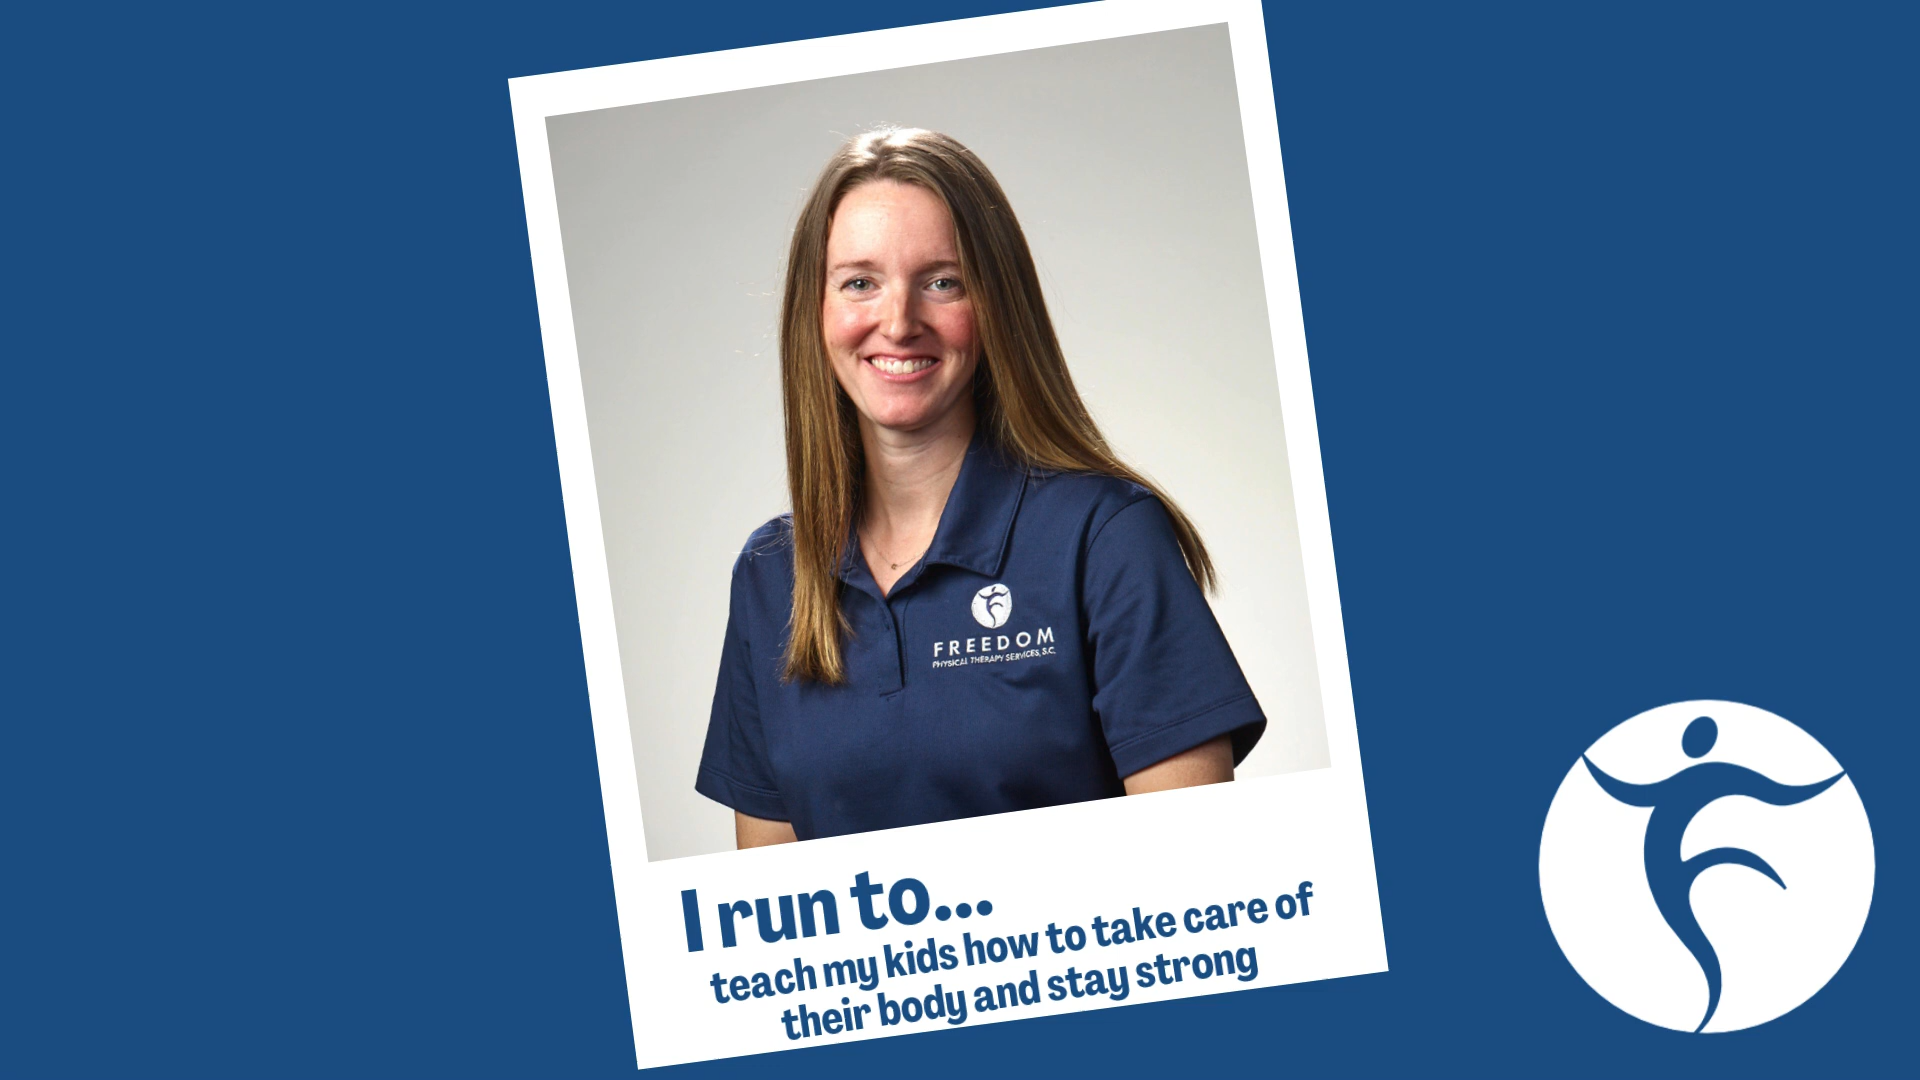 FREEDOM
PHYSICAL THERAPY SERVICES, S.C.
I run to...
teach my kids how to take care of
their body and stay strong